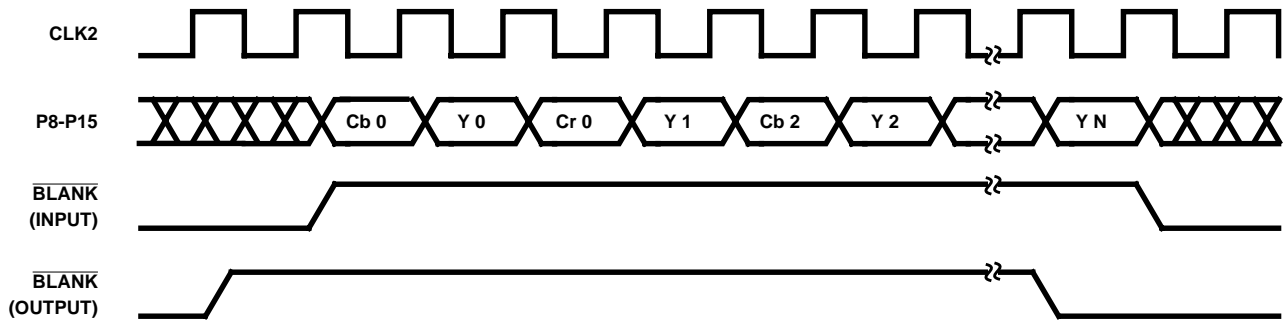 CLK2
P8-P15
Cb 0
Y 0
Cr 0
Y 1
Cb 2
Y 2
Y N
BLANK
(INPUT)
BLANK
(OUTPUT)